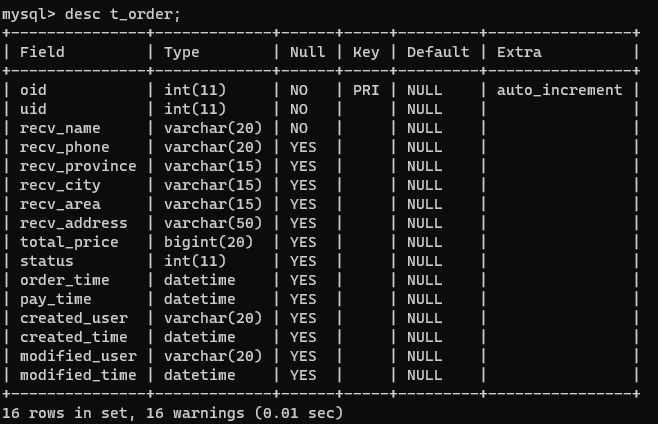 mysql> desc t_order;
+---------------+-------------+------+-----+---------+----------------+
| Field         | Type        | Null | Key | Default | Extra          |
+---------------+-------------+------+-----+---------+----------------+
| oid           | int(11)     | NO   | PRI | NULL    | auto_increment |
| uid           | int(11)     | NO   |     | NULL    |                |
| recv_name     | varchar(20) | NO   |     | NULL    |                |
| recv_phone    | varchar(20) | YES  |     | NULL    |                |
| recv_province | varchar(15) | YES  |     | NULL    |                |
| recv_city     | varchar(15) | YES  |     | NULL    |                |
| recv_area     | varchar(15) | YES  |     | NULL    |                |
| recv_address  | varchar(50) | YES  |     | NULL    |                |
| total_price   | bigint(20)  | YES  |     | NULL    |                |
| status        | int(11)     | YES  |     | NULL    |                |
| order_time    | datetime    | YES  |     | NULL    |                |
| pay_time      | datetime    | YES  |     | NULL    |                |
| created_user  | varchar(20) | YES  |     | NULL    |                |
| created_time  | datetime    | YES  |     | NULL    |                |
| modified_user | varchar(20) | YES  |     | NULL    |                |
| modified_time | datetime    | YES  |     | NULL    |                |
+---------------+-------------+------+-----+---------+----------------+
16 rows in set, 16 warnings (0.01 sec)